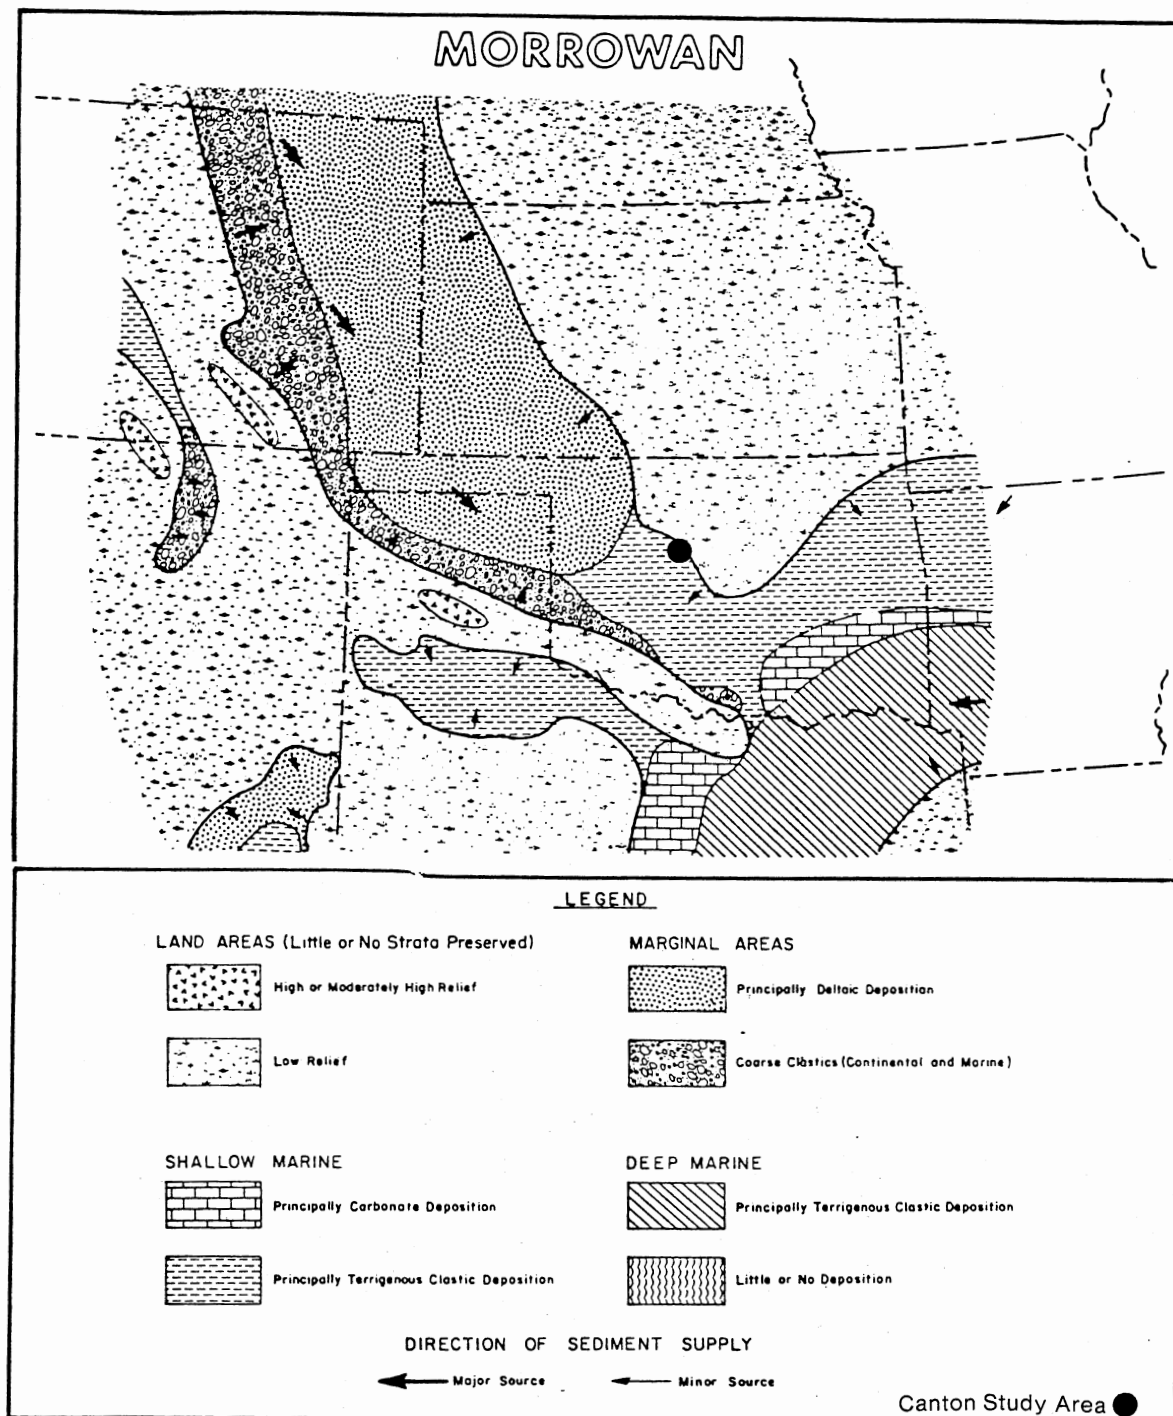 MORROWAN
LEGEND
LAND AREAS (Little or No Strata Preserved)
High or Moderately High Relief
Low Relief
MARGINAL AREAS
Principally Deltaic Deposition
Coarse Clastics (Continental and Marine)
SHALLOW MARINE
Principally Carbonate Deposition
Principally Terrigenous Clastic Deposition
DEEP MARINE
Principally Terrigenous Clastic Deposition
Little or No Deposition
DIRECTION OF SEDIMENT SUPPLY
Major Source
Minor Source
Canton Study Area